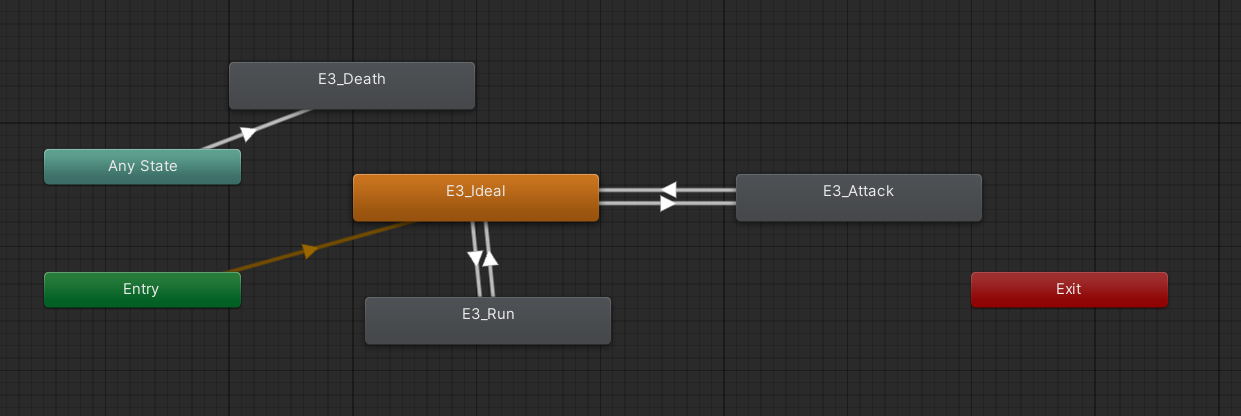 E3_Death
Any State
E3_Ideal
E3_Attack
Entry
Exit
E3_Run